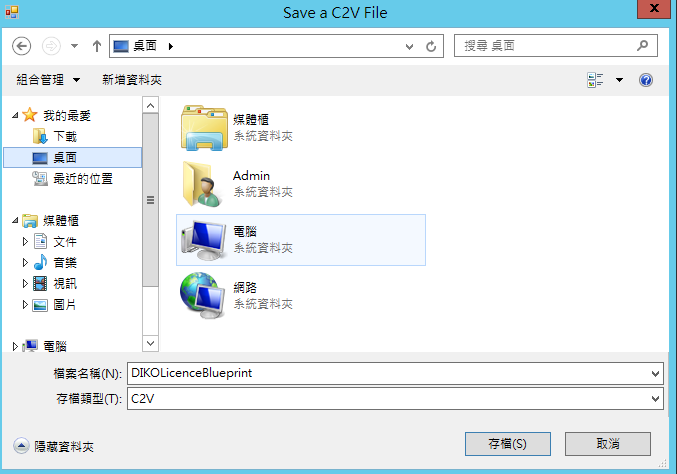 Save a C2V File
桌面
搜尋 桌面
組合管理
新增資料夾
我的最愛
下載
桌面
最近的位置
媒體櫃
文件
音樂
視訊
圖片
電腦
媒體櫃
系統資料夾
Admin
系統資料夾
電腦
系統資料夾
網路
系統資料夾
檔案名稱(N): DIKOLicenceBlueprint
存檔類型(T): C2V
隱藏資料夾
存檔(S)
取消